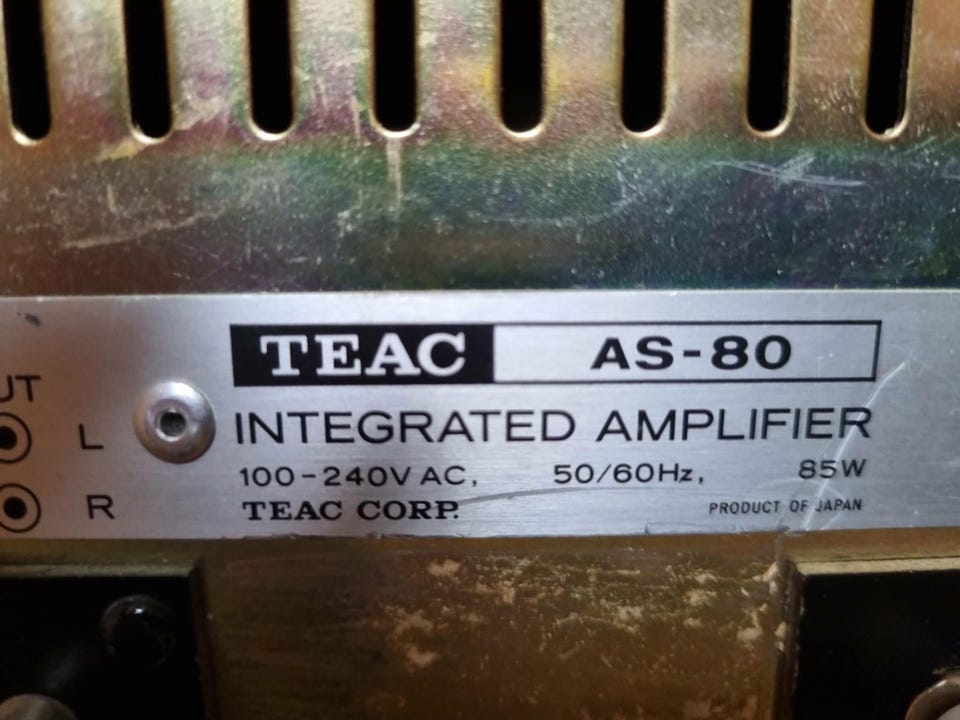 TEAC AS-80
UT
INTEGRATED AMPLIFIER
L
100-240V AC, 50/60Hz, 85W
R
TEAC CORP. PRODUCT OF JAPAN